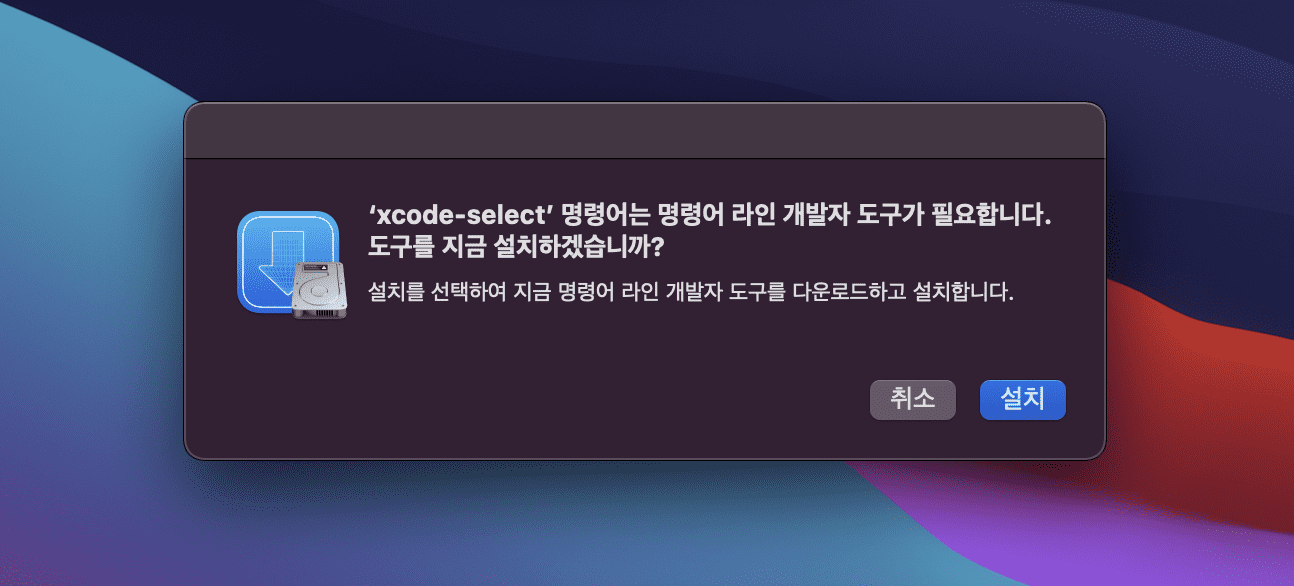 ‘xcode-select’ 명령어는 명령어 라인 개발자 도구가 필요합니다.
도구를 지금 설치하겠습니까?
설치를 선택하여 지금 명령어 라인 개발자 도구를 다운로드하고 설치합니다.
취소
설치